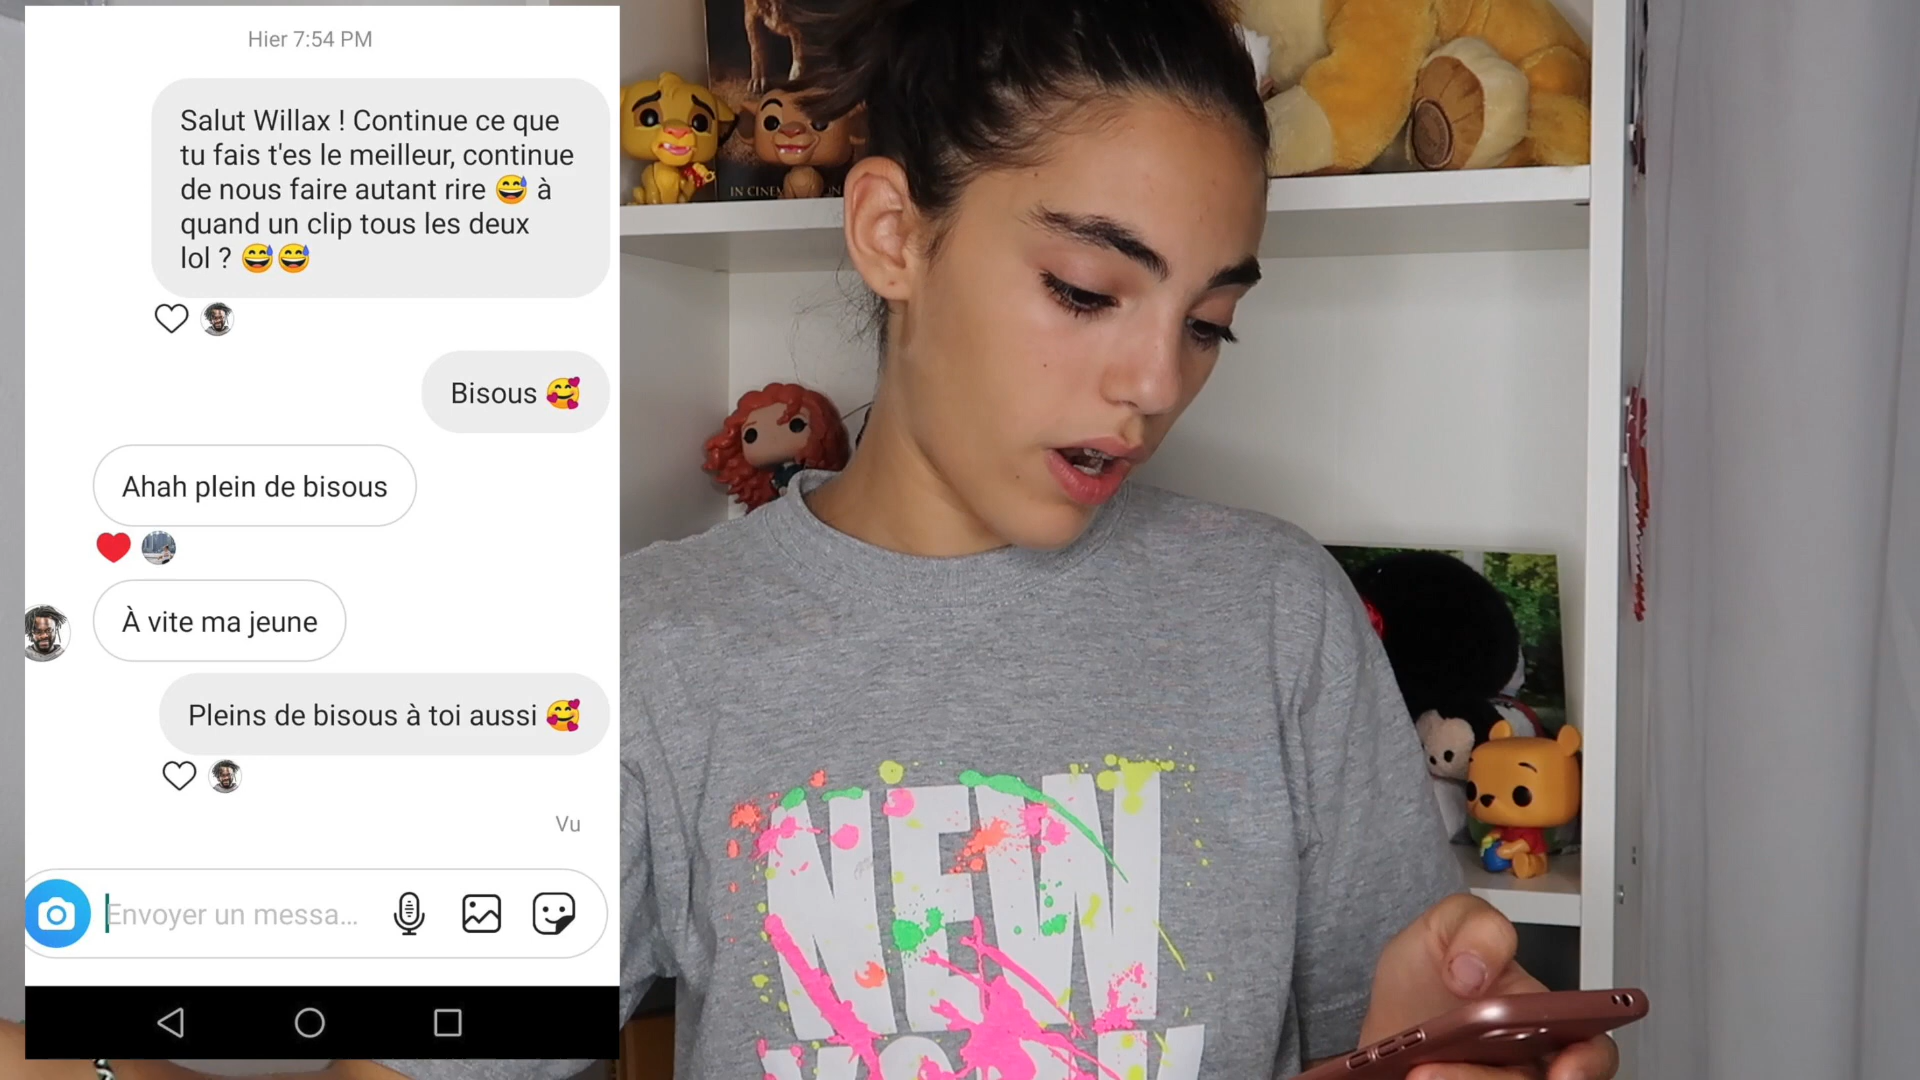 Hier 7:54 PM
Salut Willax ! Continue ce que
tu fais t'es le meilleur, continue
de nous faire autant rire 😅 à
quand un clip tous les deux
lol ? 😅😅
Bisous 🥰
Ahah plein de bisous
À vite ma jeune
Pleins de bisous à toi aussi 🥰
Vu
Envoyer un messa...
NEW